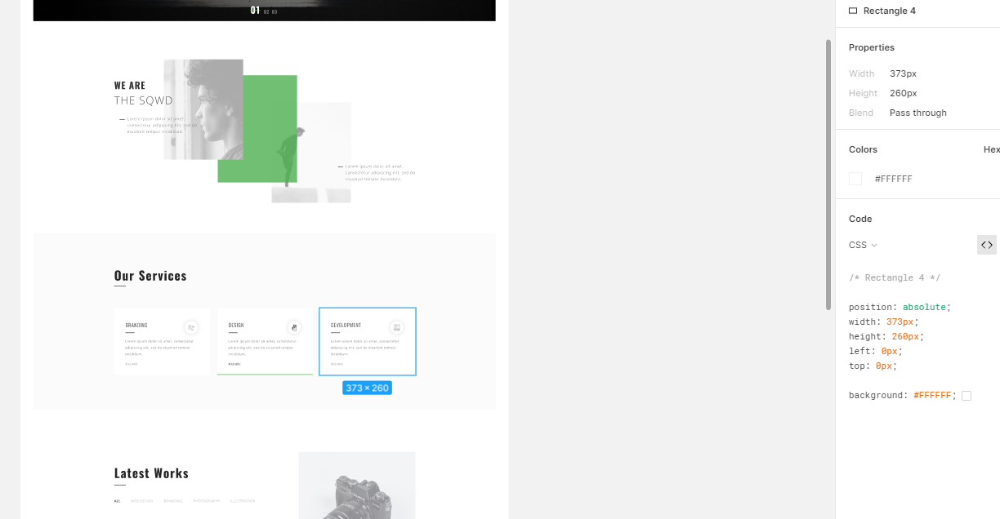 01 02 03
WE ARE
THE SQWD
Lorem ipsum dolor sit amet,
consectetur adipiscing elit, sed do
eiusmod tempor incididunt.
Lorem ipsum dolor sit amet,
consectetur adipiscing elit, sed do
eiusmod tempor incididunt.
Our Services
BRANDING
Lorem ipsum dolor sit amet, consectetur
adipiscing elit, sed do eiusmod tempor
incididunt.
READ MORE
DESIGN
Lorem ipsum dolor sit amet, consectetur
adipiscing elit, sed do eiusmod tempor
incididunt.
READ MORE
DEVELOPMENT
Lorem ipsum dolor sit amet, consectetur
adipiscing elit, sed do eiusmod tempor
incididunt.
READ MORE
373 × 260
Latest Works
ALL WEB DESIGN BRANDING PHOTOGRAPHY ILLUSTRATION
Rectangle 4
Properties
Width 373px
Height 260px
Blend Pass through
Colors Hex
#FFFFFF
Code
CSS
/* Rectangle 4 */
position: absolute;
width: 373px;
height: 260px;
left: 0px;
top: 0px;
background: #FFFFFF;